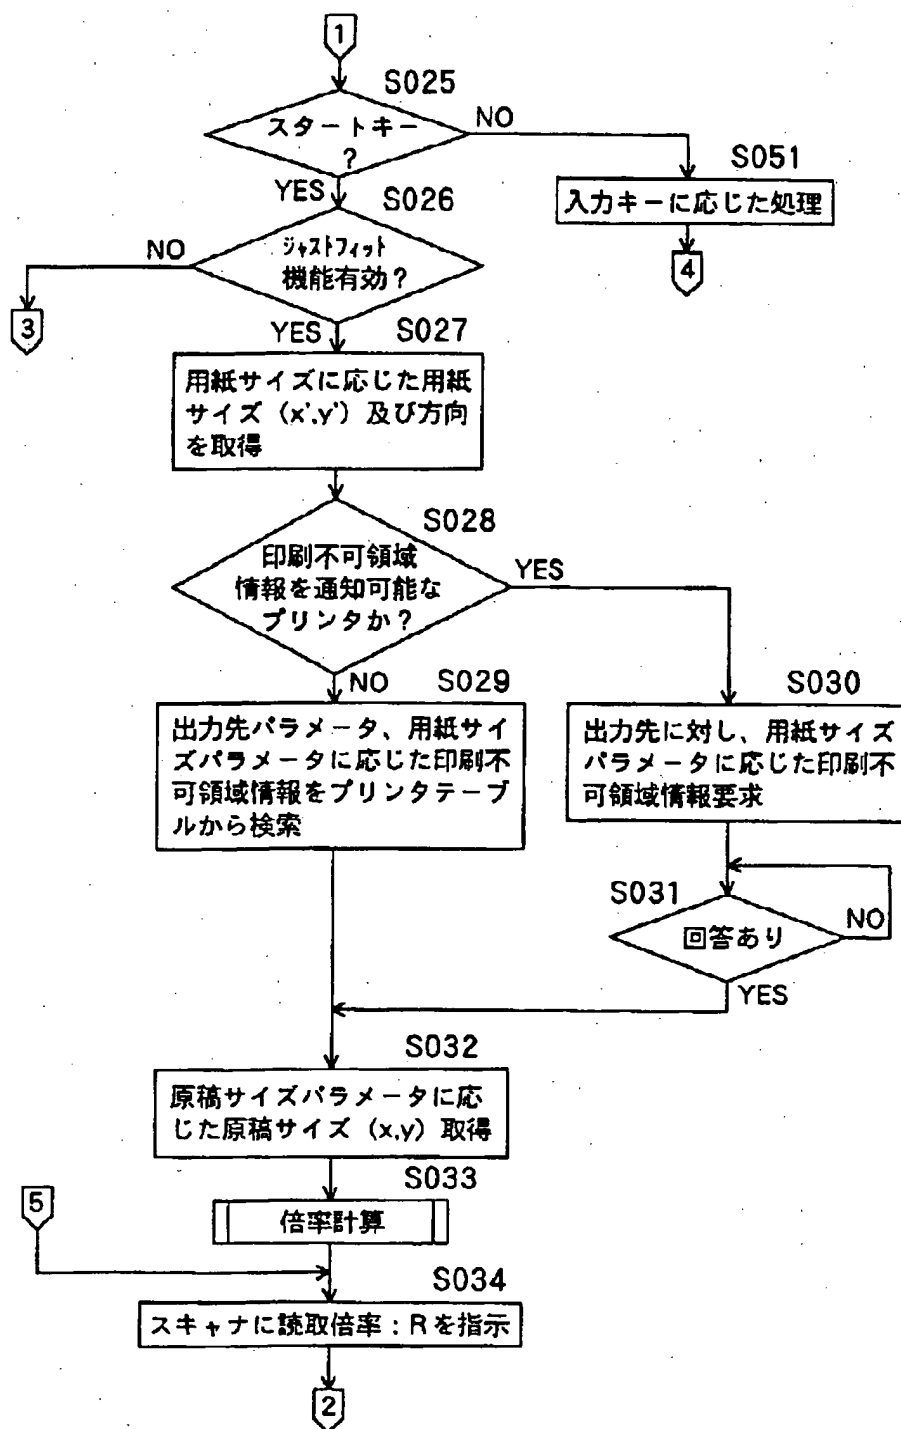 1
S025
スタートキー
?
NO
YES
S051
入力キーに応じた処理
4
S026
ジャストフィット
機能有効?
NO
3
YES
S027
用紙サイズに応じた用紙
サイズ (x',y') 及び方向
を取得
S028
印刷不可領域
情報を通知可能な
プリンタか?
YES
NO
S029
出力先パラメータ、用紙サイ
ズパラメータに応じた印刷不
可領域情報をプリンタテーブ
ルから検索
S030
出力先に対し、用紙サイズ
パラメータに応じた印刷不
可領域情報要求
S031
回答あり
NO
YES
S032
原稿サイズパラメータに応
じた原稿サイズ (x,y) 取得
S033
倍率計算
5
S034
スキャナに読取倍率:Rを指示
2